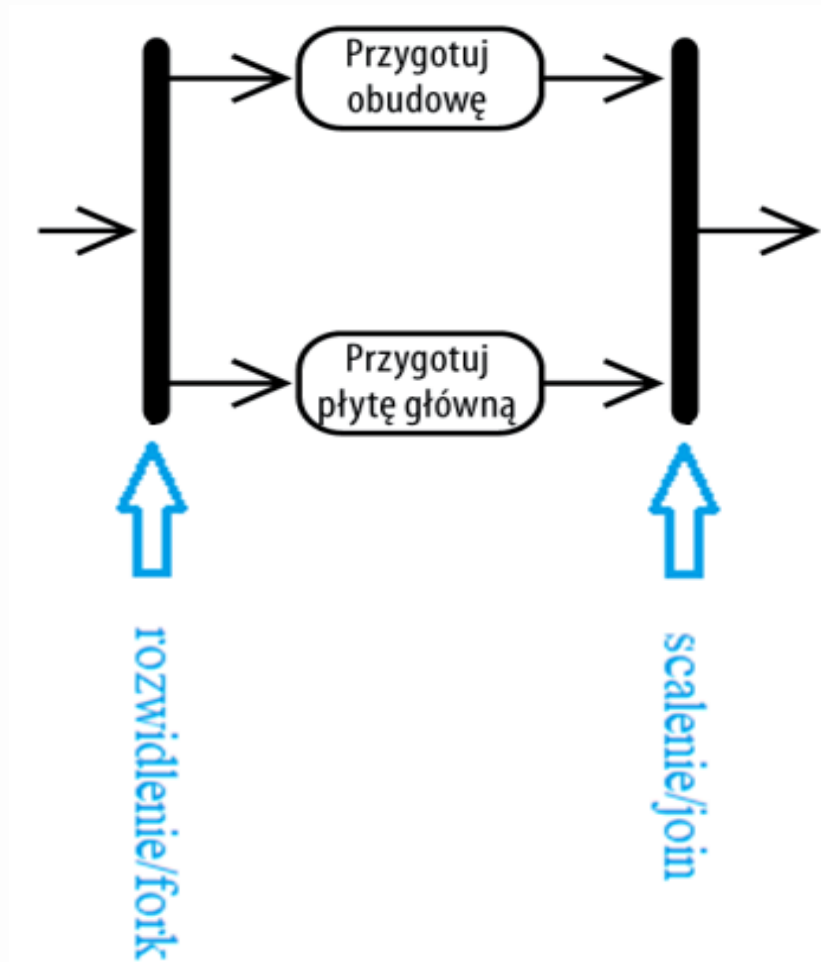 Przygotuj
obudowę
Przygotuj
płytę główną
rozwidlenie/fork
scalenie/join